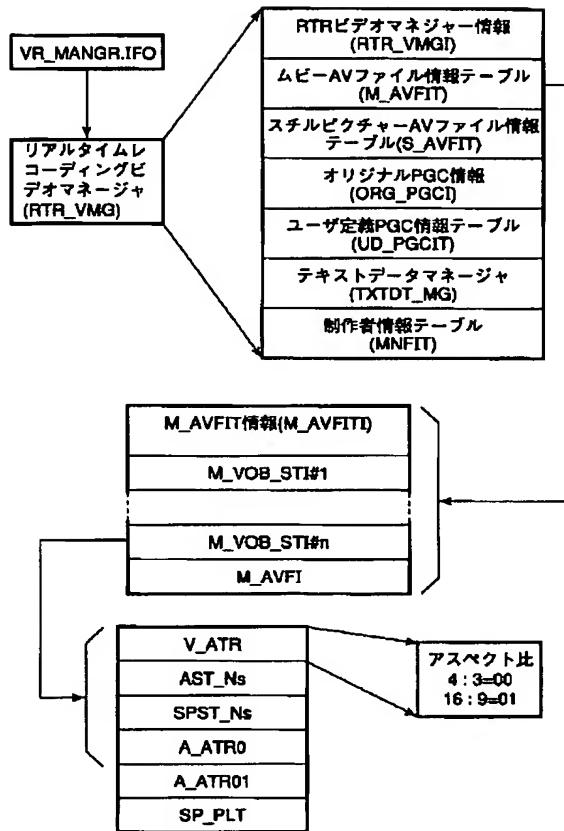 VR_MANGR.IFO
リアルタイムレ
コーディングビ
デオマネージャ
(RTR_VMG)
RTRビデオマネジャー情報
(RTR_VMGI)
ムビーAVファイル情報テーブル
(M_AVFIT)
スチルピクチャーAVファイル情報
テーブル(S_AVFIT)
オリジナルPGC情報
(ORG_PGCI)
ユーザ定義PGC情報テーブル
(UD_PGCIT)
テキストデータマネージャ
(TXTDT_MG)
制作者情報テーブル
(MNFIT)
M_AVFIT情報(M_AVFITI)
M_VOB_STI#1
M_VOB_STI#n
M_AVFI
V_ATR
AST_Ns
SPST_Ns
A_ATR0
A_ATR01
SP_PLT
アスペクト比
4:3=00
16:9=01